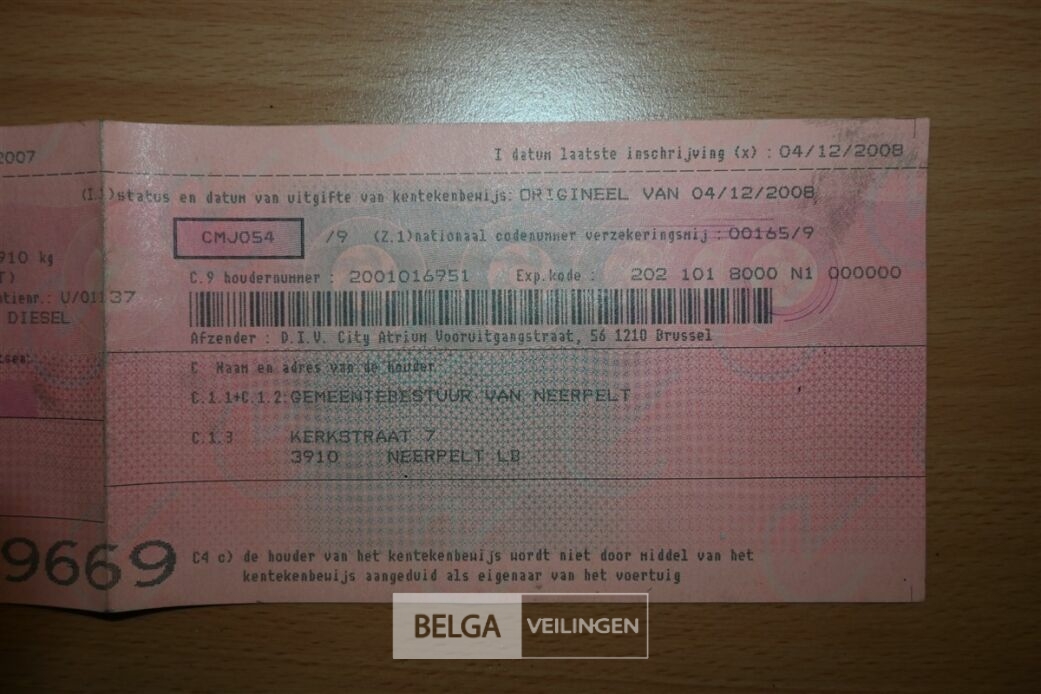 2007
I datum laatste inschrijving (x) : 04/12/2008
(I.)status en datum van uitgifte van kentekenbewijs: ORIGINEEL VAN 04/12/2008
CMJ054 /9 (Z.1)nationaal codenummer verzekeringsmij : 00165/9
910 kg
T)
C.9 houdernummer : 2001016951 Exp.kode : 202 101 8000 N1 000000
tienr.: U/01137
DIESEL
Afzender : D.I.V. City Atrium Vooruitgangstraat, 56 1210 Brussel
C Naam en adres van de houder
C.1.1+C.1.2:GEMEENTEBESTUUR VAN NEERPELT
C.1.3 KERKSTRAAT 7
3910 NEERPELT LB
9669
C4 c) de houder van het kentekenbewijs wordt niet door middel van het
kentekenbewijs aangeduid als eigenaar van het voertuig
BELGA VEILINGEN